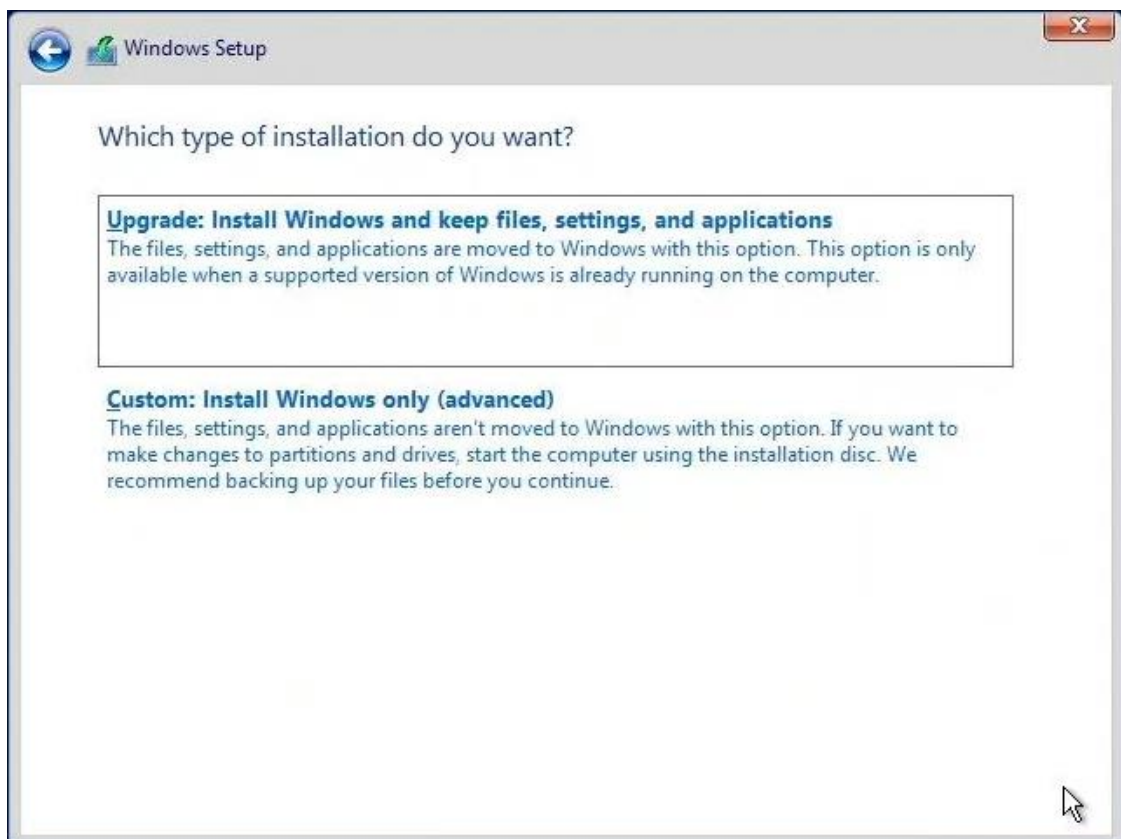 Windows Setup
Which type of installation do you want?
Upgrade: Install Windows and keep files, settings, and applications
The files, settings, and applications are moved to Windows with this option. This option is only
available when a supported version of Windows is already running on the computer.
Custom: Install Windows only (advanced)
The files, settings, and applications aren't moved to Windows with this option. If you want to
make changes to partitions and drives, start the computer using the installation disc. We
recommend backing up your files before you continue.